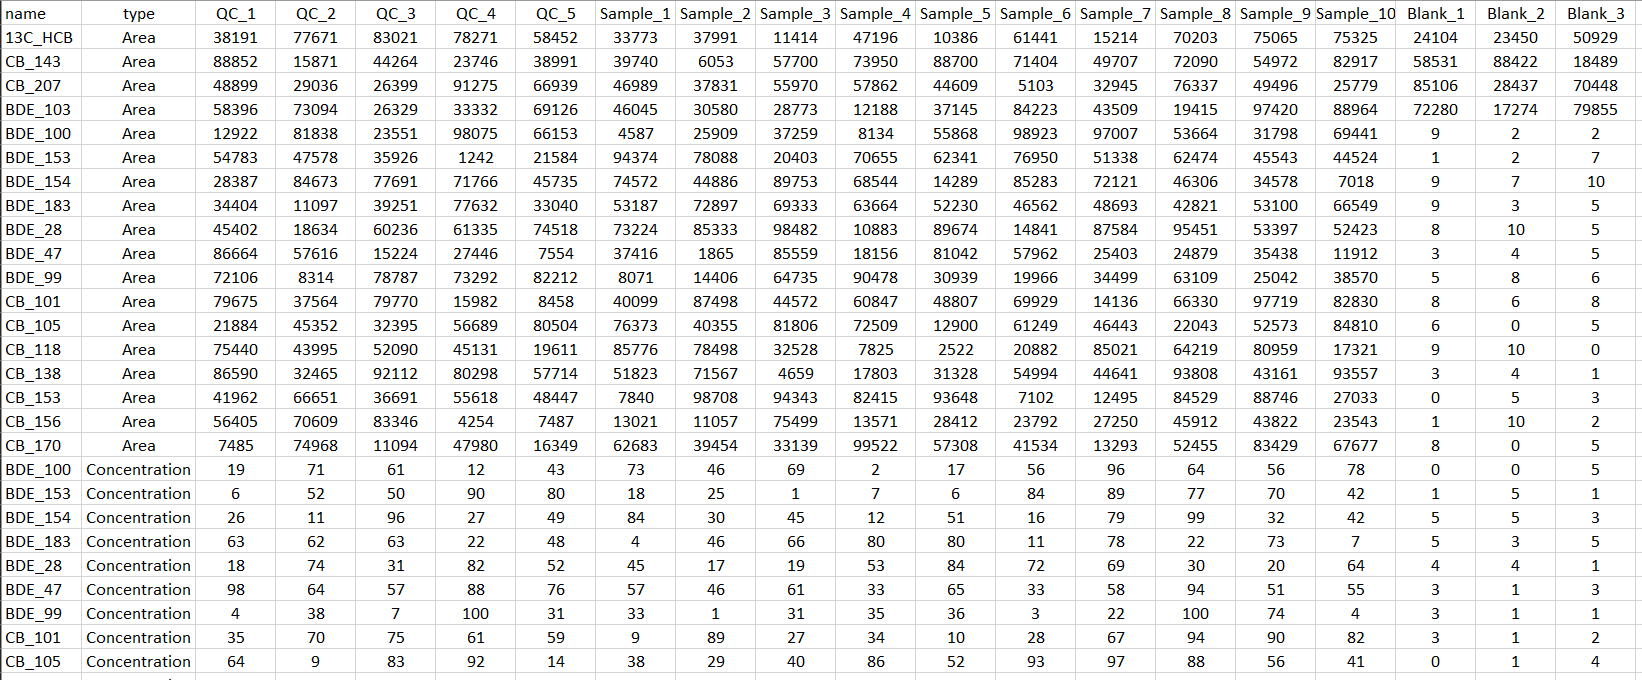 name type QC_1 QC_2 QC_3 QC_4 QC_5 Sample_1 Sample_2 Sample_3 Sample_4 Sample_5 Sample_6 Sample_7 Sample_8 Sample_9 Sample_10 Blank_1 Blank_2 Blank_3
13C_HCB Area 38191 77671 83021 78271 58452 33773 37991 11414 47196 10386 61441 15214 70203 75065 75325 24104 23450 50929
CB_143 Area 88852 15871 44264 23746 38991 39740 6053 57700 73950 88700 71404 49707 72090 54972 82917 58531 88422 18489
CB_207 Area 48899 29036 26399 91275 66939 46989 37831 55970 57862 44609 5103 32945 76337 49496 25779 85106 28437 70448
BDE_103 Area 58396 73094 26329 33332 69126 46045 30580 28773 12188 37145 84223 43509 19415 97420 88964 72280 17274 79855
BDE_100 Area 12922 81838 23551 98075 66153 4587 25909 37259 8134 55868 98923 97007 53664 31798 69441 9 2 2
BDE_153 Area 54783 47578 35926 1242 21584 94374 78088 20403 70655 62341 76950 51338 62474 45543 44524 1 2 7
BDE_154 Area 28387 84673 77691 71766 45735 74572 44886 89753 68544 14289 85283 72121 46306 34578 7018 9 7 10
BDE_183 Area 34404 11097 39251 77632 33040 53187 72897 69333 63664 52230 46562 48693 42821 53100 66549 9 3 5
BDE_28 Area 45402 18634 60236 61335 74518 73224 85333 98482 10883 89674 14841 87584 95451 53397 52423 8 10 5
BDE_47 Area 86664 57616 15224 27446 7554 37416 1865 85559 18156 81042 57962 25403 24879 35438 11912 3 4 5
BDE_99 Area 72106 8314 78787 73292 82212 8071 14406 64735 90478 30939 19966 34499 63109 25042 38570 5 8 6
CB_101 Area 79675 37564 79770 15982 8458 40099 87498 44572 60847 48807 69929 14136 66330 97719 82830 8 6 8
CB_105 Area 21884 45352 32395 56689 80504 76373 40355 81806 72509 12900 61249 46443 22043 52573 84810 6 0 5
CB_118 Area 75440 43995 52090 45131 19611 85776 78498 32528 7825 2522 20882 85021 64219 80959 17321 9 10 0
CB_138 Area 86590 32465 92112 80298 57714 51823 71567 4659 17803 31328 54994 44641 93808 43161 93557 3 4 1
CB_153 Area 41962 66651 36691 55618 48447 7840 98708 94343 82415 93648 7102 12495 84529 88746 27033 0 5 3
CB_156 Area 56405 70609 83346 4254 7487 13021 11057 75499 13571 28412 23792 27250 45912 43822 23543 1 10 2
CB_170 Area 7485 74968 11094 47980 16349 62683 39454 33139 99522 57308 41534 13293 52455 83429 67677 8 0 5
BDE_100 Concentration 19 71 61 12 43 73 46 69 2 17 56 96 64 56 78 0 0 5
BDE_153 Concentration 6 52 50 90 80 18 25 1 7 6 84 89 77 70 42 1 5 1
BDE_154 Concentration 26 11 96 27 49 84 30 45 12 51 16 79 99 32 42 5 5 3
BDE_183 Concentration 63 62 63 22 48 4 46 66 80 80 11 78 22 73 7 5 3 5
BDE_28 Concentration 18 74 31 82 52 45 17 19 53 84 72 69 30 20 64 4 4 1
BDE_47 Concentration 98 64 57 88 76 57 46 61 33 65 33 58 94 51 55 3 1 3
BDE_99 Concentration 4 38 7 100 31 33 1 31 35 36 3 22 100 74 4 3 1 1
CB_101 Concentration 35 70 75 61 59 9 89 27 34 10 28 67 94 90 82 3 1 2
CB_105 Concentration 64 9 83 92 14 38 29 40 86 52 93 97 88 56 41 0 1 4